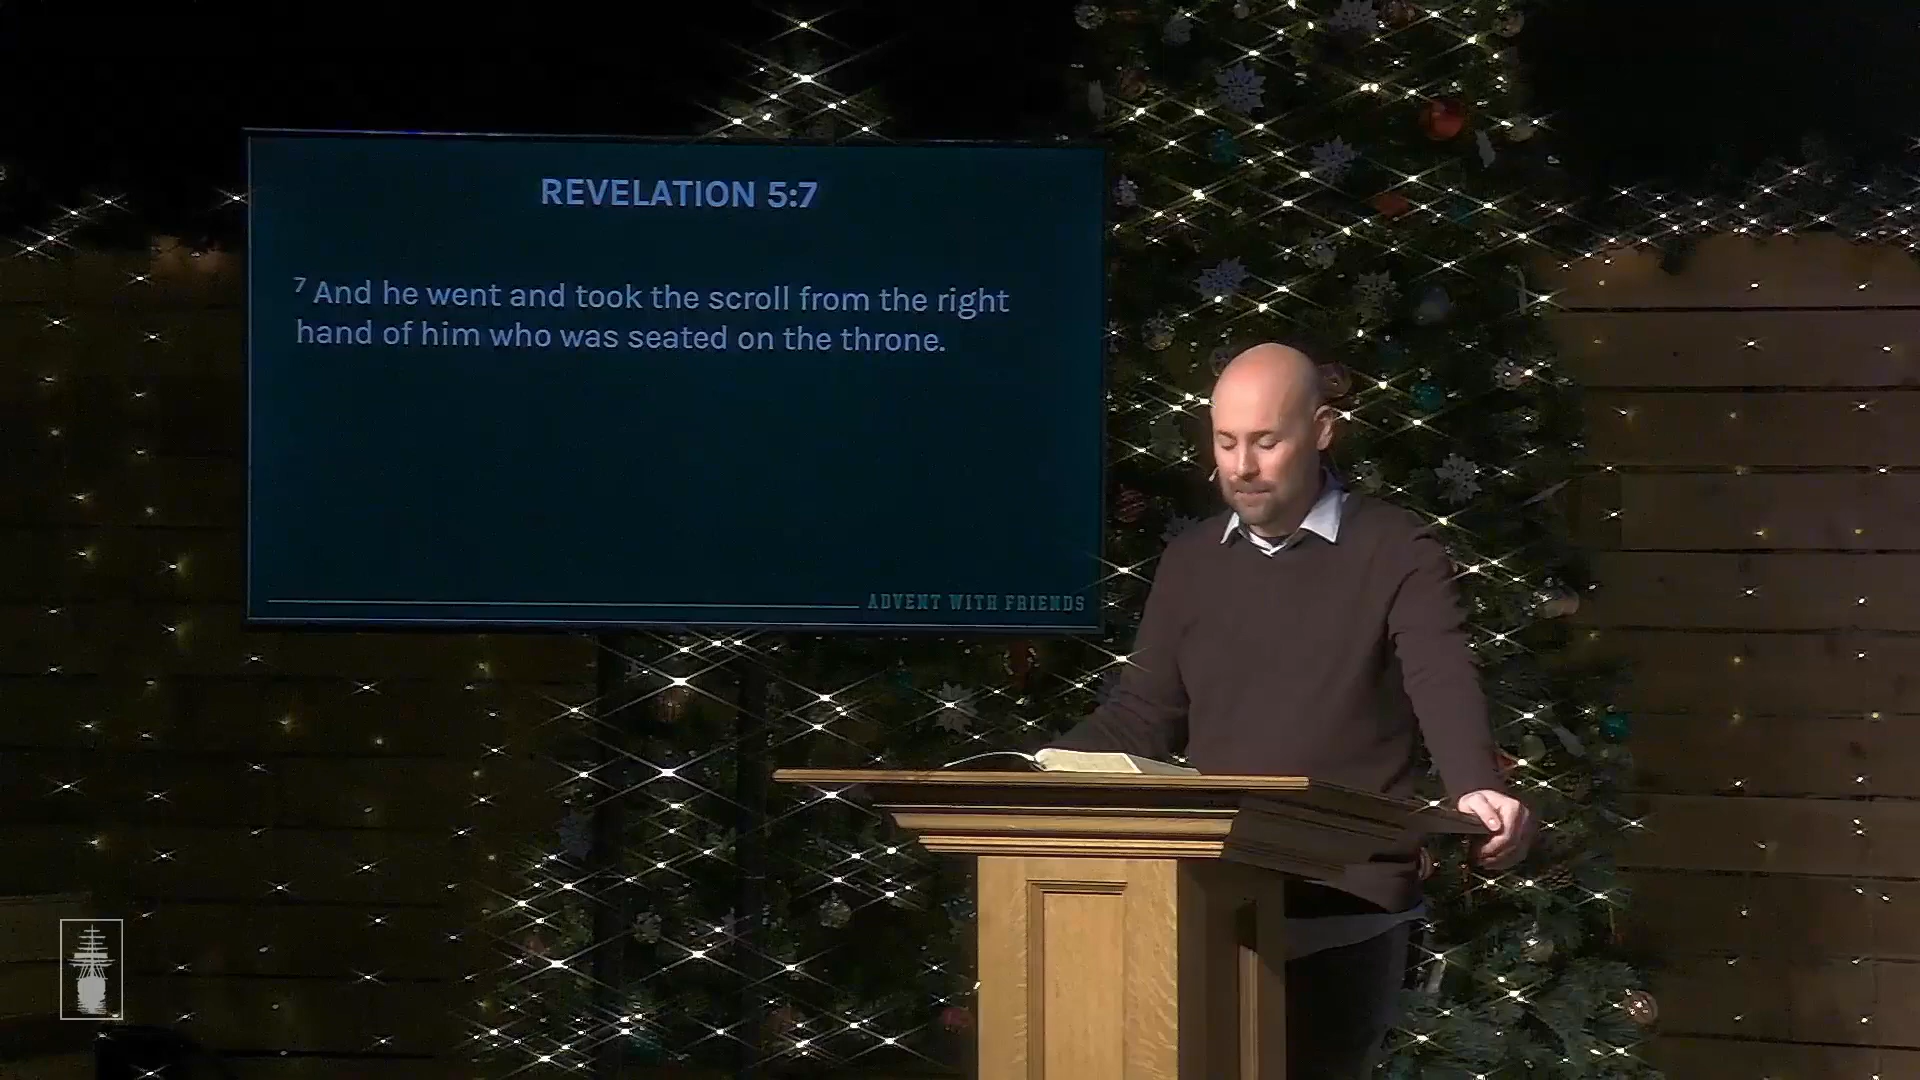 REVELATION 5:7
⁷ And he went and took the scroll from the right
hand of him who was seated on the throne.
ADVENT WITH FRIENDS